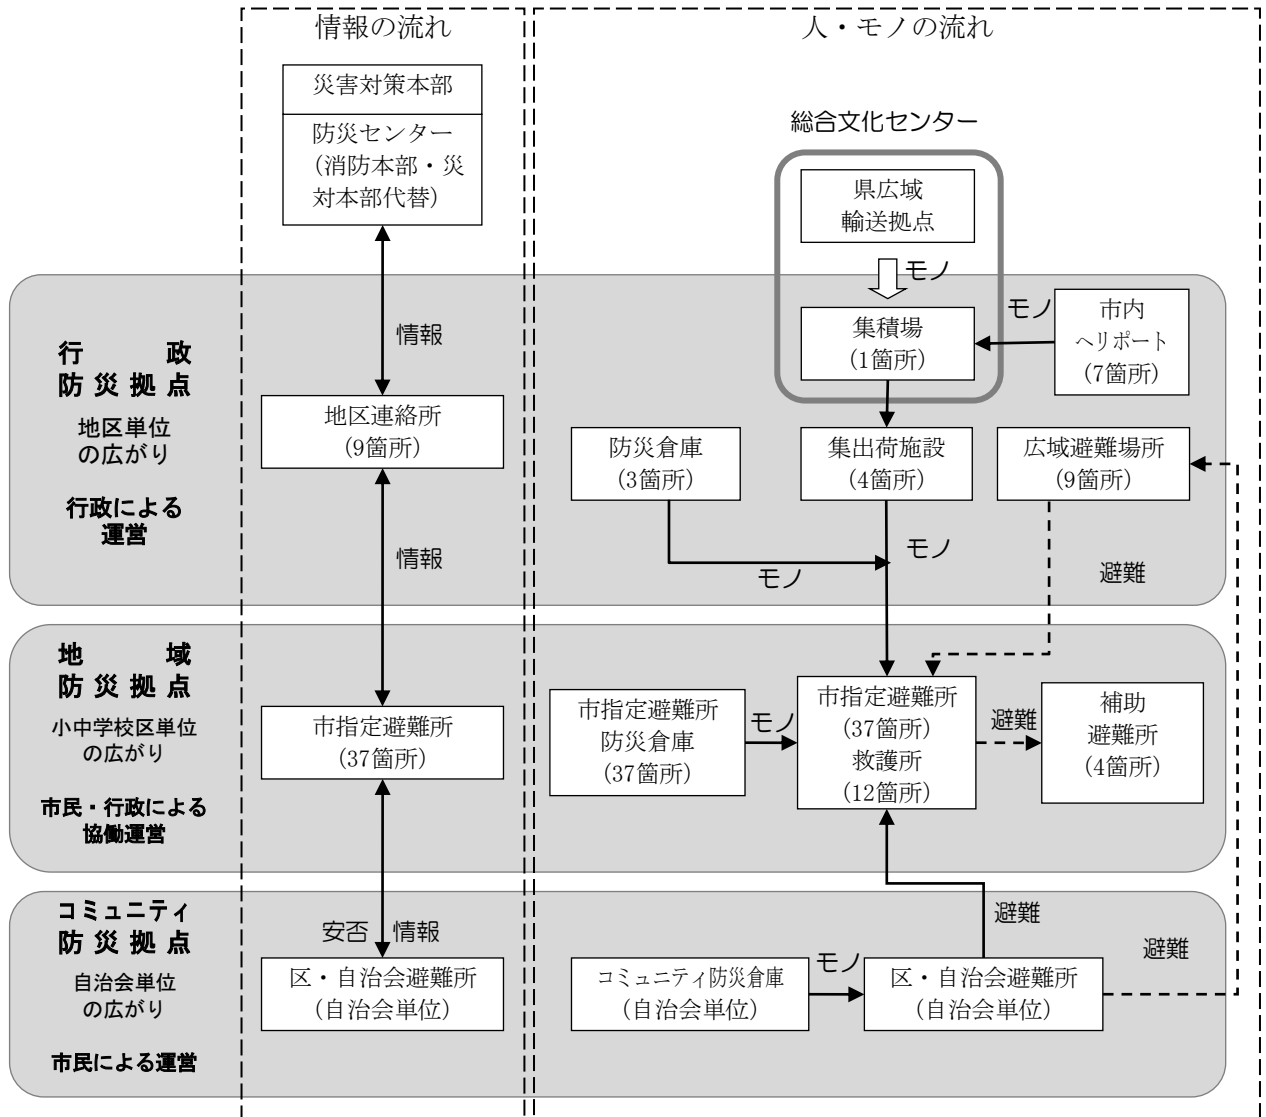 情報の流れ
人・モノの流れ
災害対策本部
防災センター
(消防本部・災
対本部代替)
総合文化センター
県広域
輸送拠点
モノ
行　政
防災拠点
地区単位
の広がり
行政による
運営
情報
地区連絡所
(9箇所)
情報
集積場
(1箇所)
モノ
市内
ヘリポート
(7箇所)
防災倉庫
(3箇所)
集出荷施設
(4箇所)
広域避難場所
(9箇所)
モノ
モノ
避難
地　域
防災拠点
小中学校区単位
の広がり
市民・行政による
協働運営
市指定避難所
(37箇所)
市指定避難所
防災倉庫
(37箇所)
モノ
市指定避難所
(37箇所)
救護所
(12箇所)
避難
補助
避難所
(4箇所)
コミュニティ
防災拠点
自治会単位
の広がり
市民による運営
安否 情報
区・自治会避難所
(自治会単位)
コミュニティ防災倉庫
(自治会単位)
モノ
区・自治会避難所
(自治会単位)
避難
避難